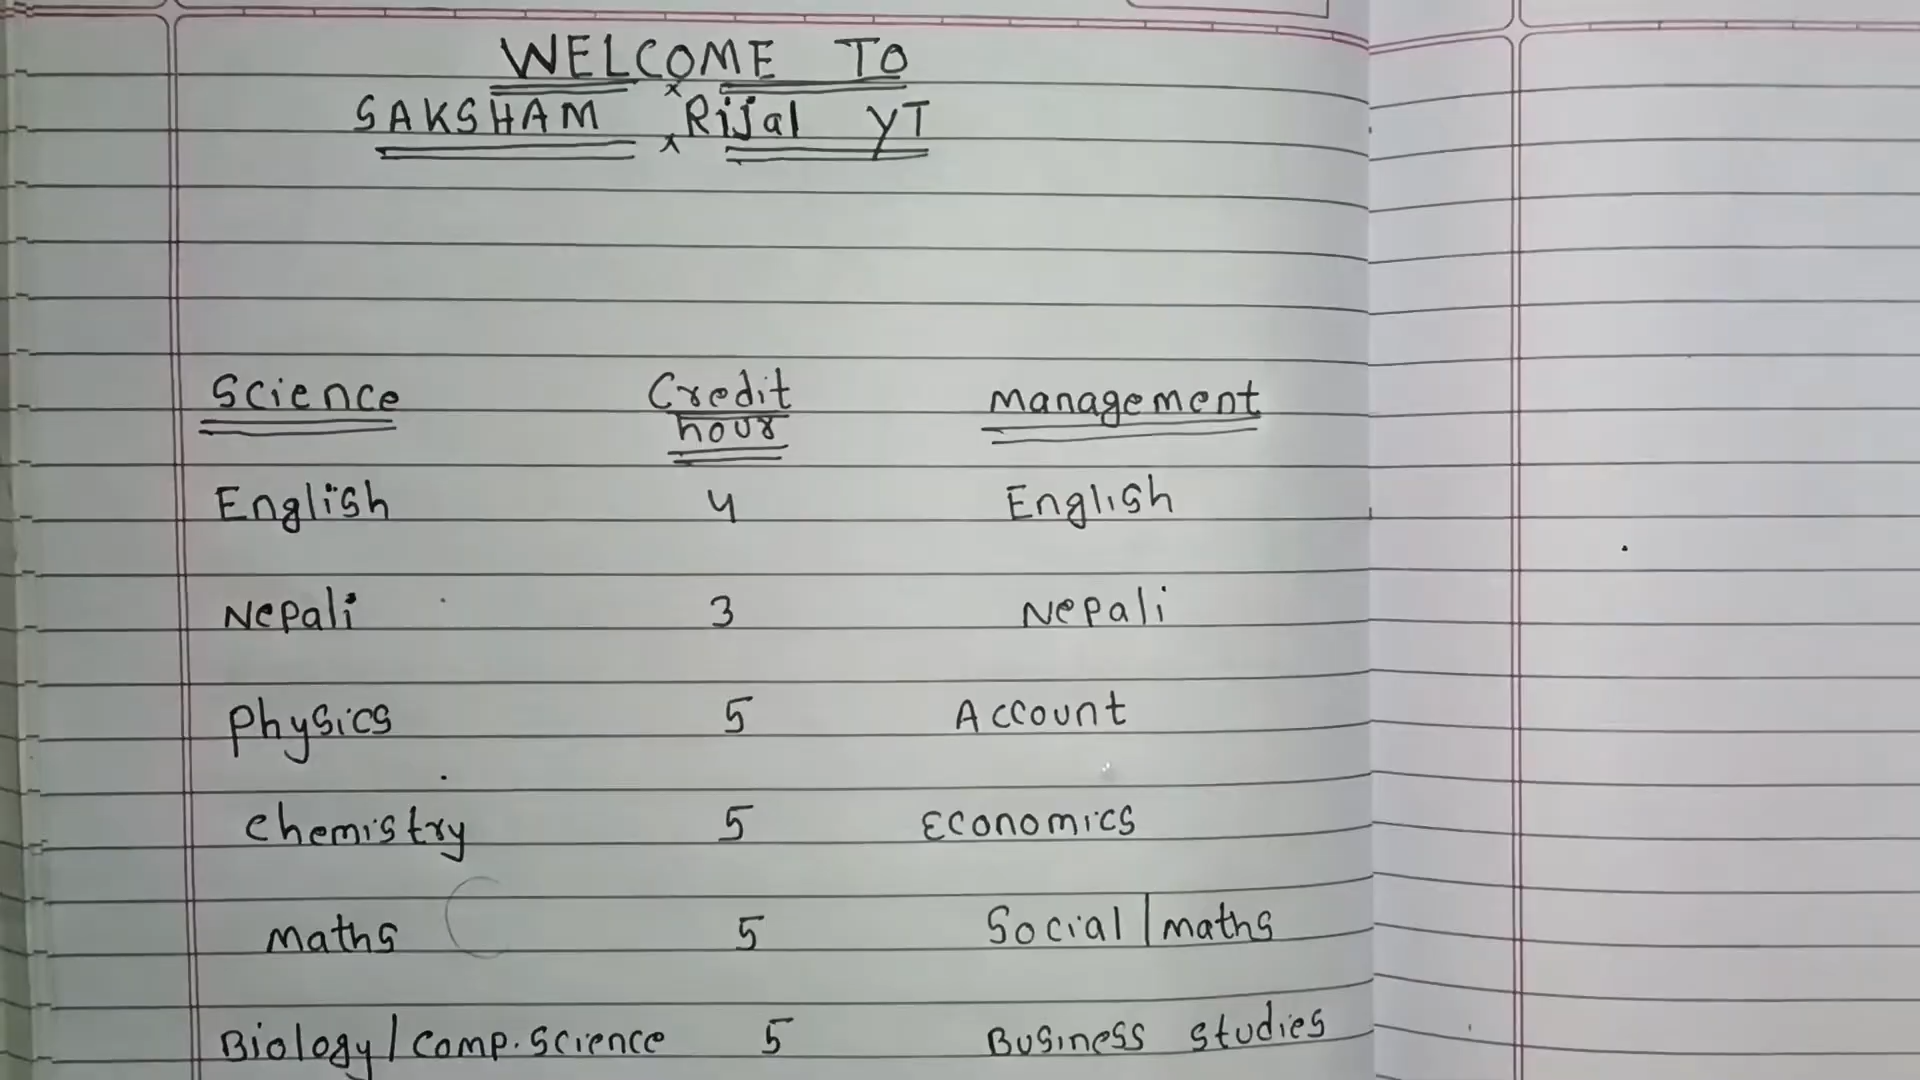 WELCOME TO
SAKSHAM Rijal YT
Science Credit hour Management
English 4 English
Nepali 3 Nepali
Physics 5 Account
Chemistry 5 Economics
Maths 5 Social | maths
Biology / Comp. Science 5 Business studies